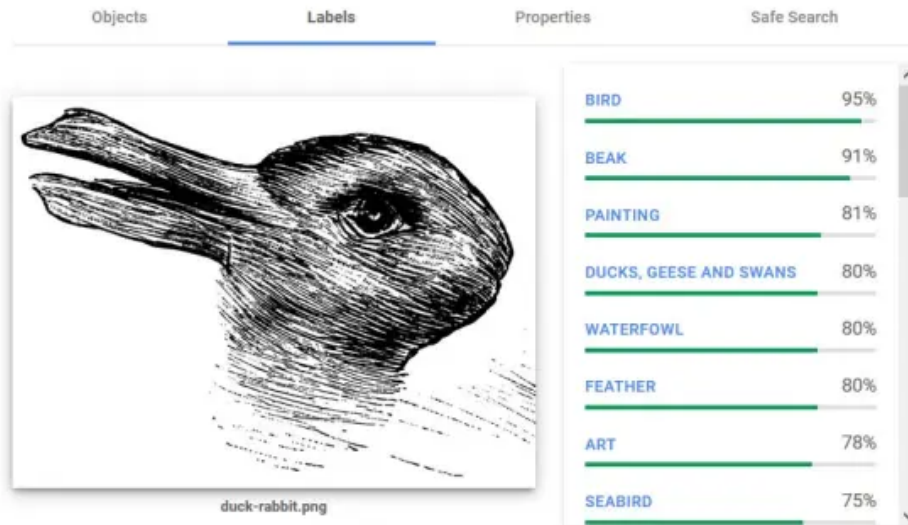 Objects Labels Properties Safe Search
BIRD 95%
BEAK 91%
PAINTING 81%
DUCKS, GEESE AND SWANS 80%
WATERFOWL 80%
FEATHER 80%
ART 78%
SEABIRD 75%
duck-rabbit.png